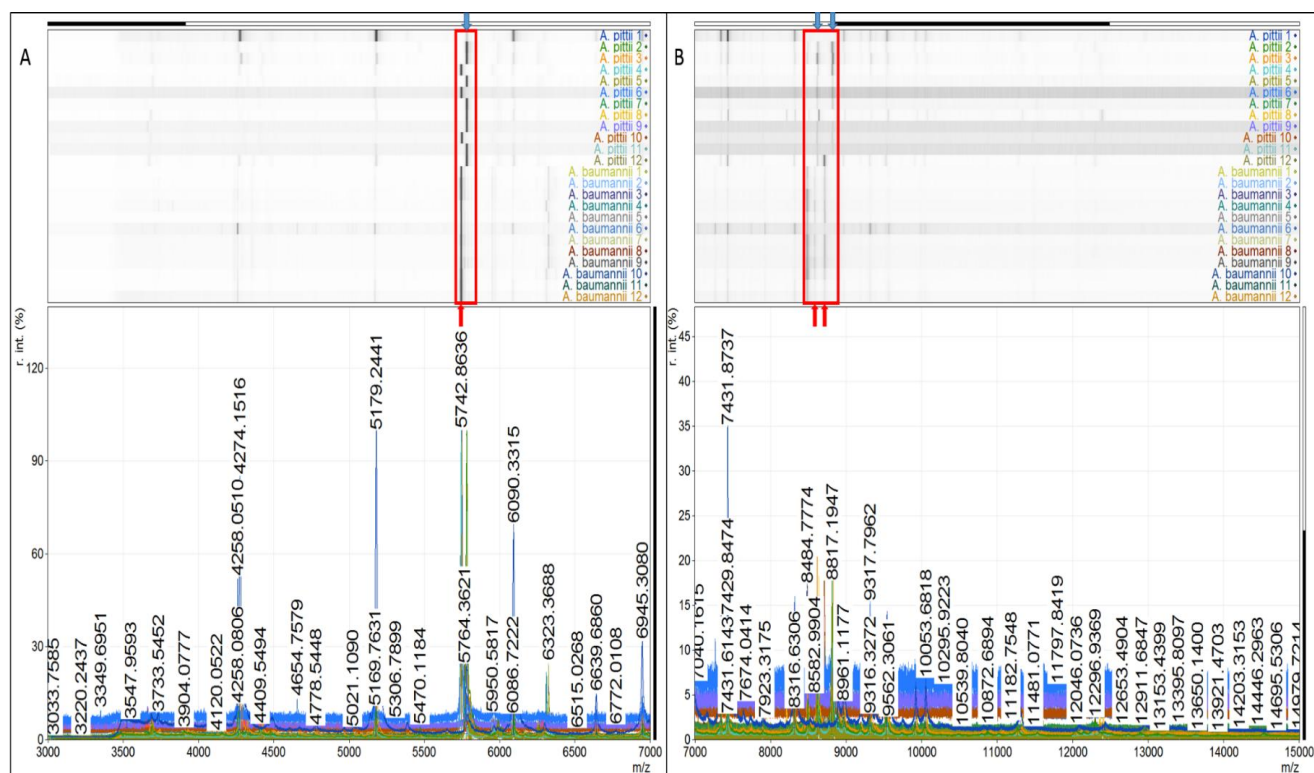 A
A. pittii 1
A. pittii 2
A. pittii 3
A. pittii 4
A. pittii 5
A. pittii 6
A. pittii 7
A. pittii 8
A. pittii 9
A. pittii 10
A. pittii 11
A. pittii 12
A. baumannii 1
A. baumannii 2
A. baumannii 3
A. baumannii 4
A. baumannii 5
A. baumannii 6
A. baumannii 7
A. baumannii 8
A. baumannii 9
A. baumannii 10
A. baumannii 11
A. baumannii 12
r. int. (%)
120
90
60
30
0
3033.7585
3220.2437
3349.6951
3547.9593
3733.5452
3904.0777
4120.0522
4258.0806
4258.0510
4274.1516
4409.5494
4654.7579
4778.5448
5021.1090
5169.7631
5179.2441
5306.7899
5470.1184
5742.8636
5764.3621
5950.5817
6086.7222
6090.3315
6323.3688
6515.0268
6639.6860
6772.0108
6945.3080
3000
3500
4000
4500
5000
5500
6000
6500
7000
m/z
B
A. pittii 1
A. pittii 2
A. pittii 3
A. pittii 4
A. pittii 5
A. pittii 6
A. pittii 7
A. pittii 8
A. pittii 9
A. pittii 10
A. pittii 11
A. pittii 12
A. baumannii 1
A. baumannii 2
A. baumannii 3
A. baumannii 4
A. baumannii 5
A. baumannii 6
A. baumannii 7
A. baumannii 8
A. baumannii 9
A. baumannii 10
A. baumannii 11
A. baumannii 12
r. int. (%)
45
40
35
30
25
20
15
10
5
0
7431.6143
7431.8737
7429.8474
7674.0414
7923.3175
8316.6306
8484.7774
8582.9904
8817.1947
8961.1177
9316.3272
9317.7962
9562.3061
10053.6818
10295.9223
10539.8040
10872.6894
11182.7548
11481.0771
11797.8419
12046.0736
12296.9369
12653.4904
12911.6847
13153.4399
13395.8097
13650.1400
13921.4703
14203.3153
14446.2963
14695.5306
14979.7214
7000
8000
9000
10000
11000
12000
13000
14000
15000
m/z